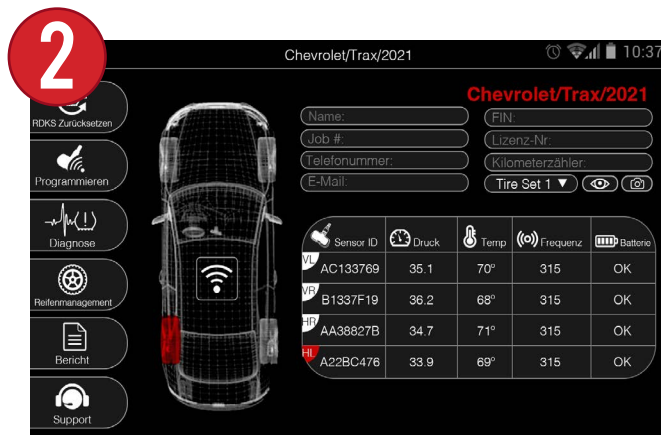 2
Chevrolet/Trax/2021
10:37
Chevrolet/Trax/2021
RDKS Zurücksetzen
Programmieren
Diagnose
Reifenmanagement
Bericht
Support
Name:
FIN:
Job #:
Lizenz-Nr:
Telefonummer:
Kilometerzähler:
E-Mail:
Tire Set 1 ▼
Sensor ID Druck Temp Frequenz Batterie
VL AC133769 35.1 70° 315 OK
VR B1337F19 36.2 68° 315 OK
HR AA38827B 34.7 71° 315 OK
HL A22BC476 33.9 69° 315 OK